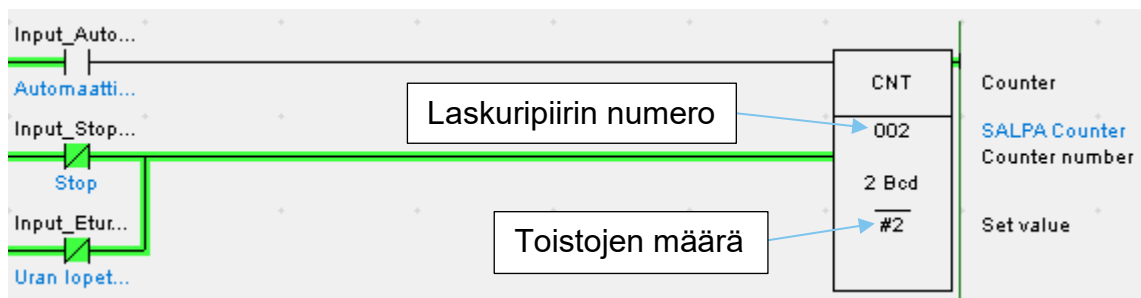 Input_Auto...
Automaatti...
CNT
Counter
Laskuripiirin numero
Input_Stop...
002
SALPA Counter
Counter number
Stop
2 Bcd
Input_Etur...
Toistojen määrä
#2
Set value
Uran lopet...